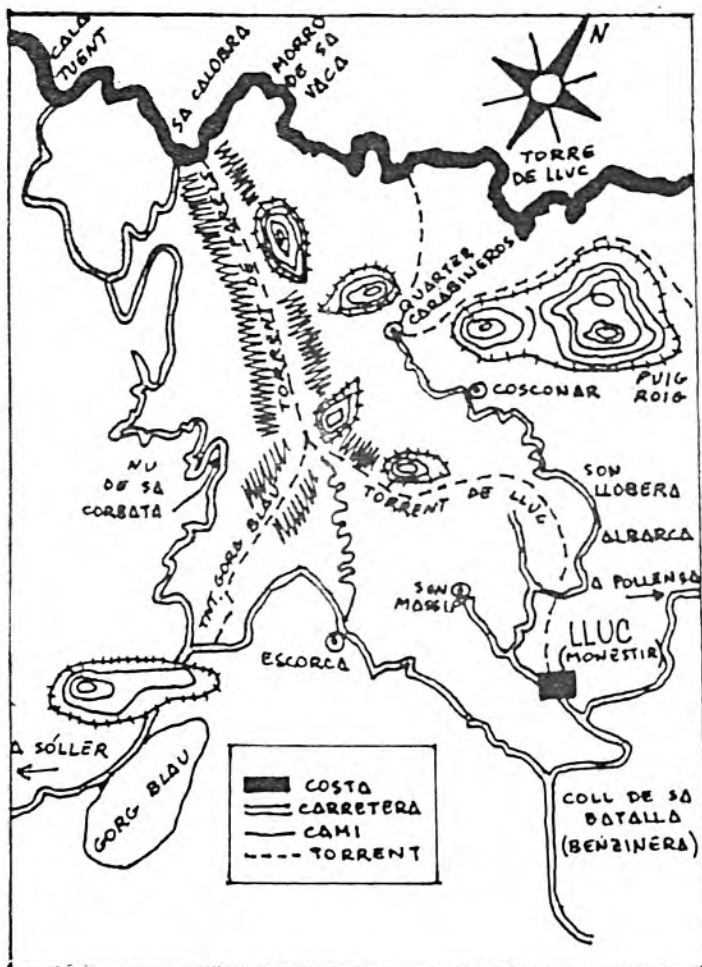 CALA
TUENT
SA CALOBRA
MORRO
DE SA
VACA
N
TORRE
DE LLUC
TORRENT DE PAREIS
QUARTER
CARABINEROS
PUIG
ROIG
COSCONAR
NU
DE SA
CORBATA
SON
LLOBERA
TORRENT DE LLUC
ALBARCA
TNT. GORG BLAU
SON
MASSIP
A POLLENSA
LLUC
(MONESTIR)
ESCORCA
A SÓLLER
GORG BLAU
COSTA
CARRETERA
CAMI
TORRENT
COLL DE SA
BATALLA
(BENZINERA)